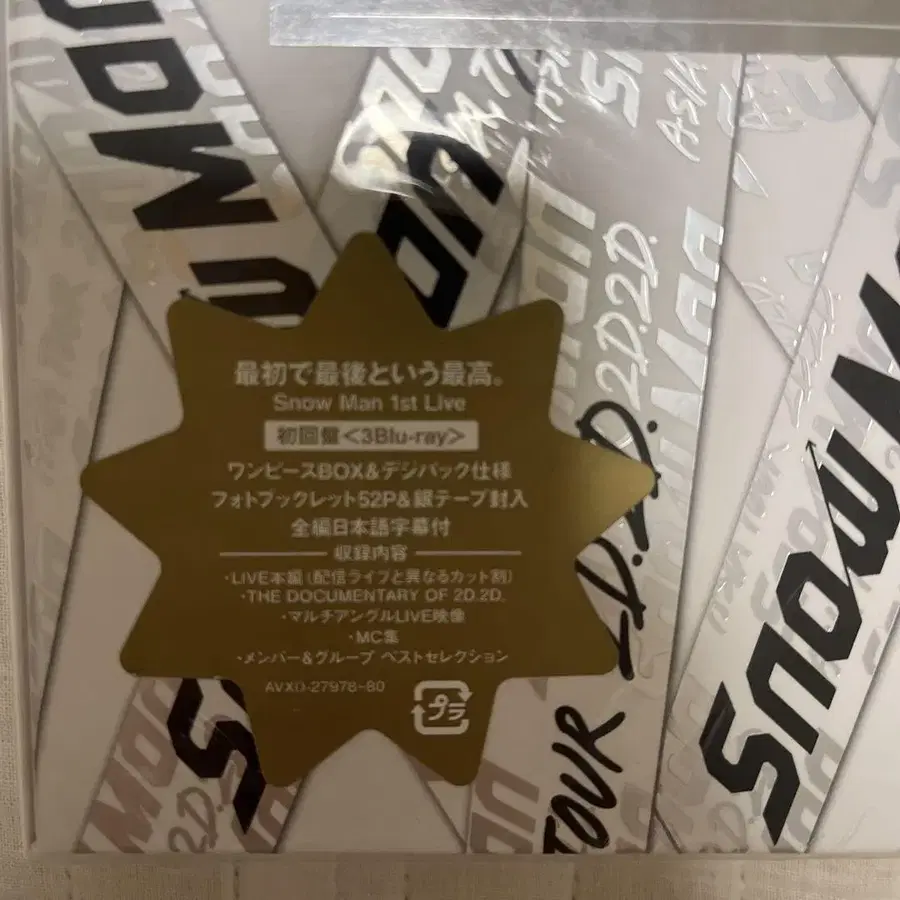 最初で最後という最高。
Snow Man 1st Live
初回盤<3Blu-ray>
ワンピースBOX&デジパック仕様
フォトブックレット52P&銀テープ封入
全編日本語字幕付
収録内容
・LIVE本編(配信ライブと異なるカット割)
・THE DOCUMENTARY OF 2D.2D.
・マルチアングルLIVE映像
・MC集
・メンバー&グループ ベストセレクション
AVXD-27978~80
プラ
2D.2D.
2D.2D.
TOUR
Snow M